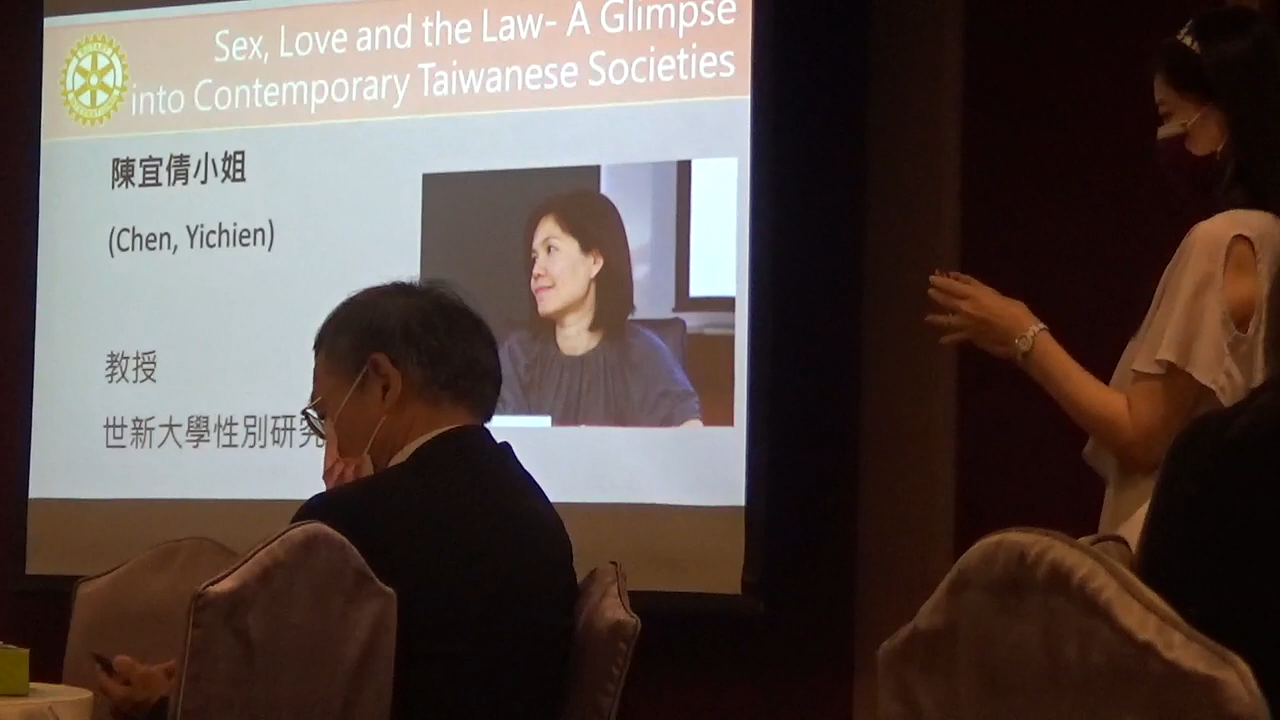 Sex, Love and the Law- A Glimpse
into Contemporary Taiwanese Societies
陳宜倩小姐
(Chen, Yichien)
教授
世新大學性別研究